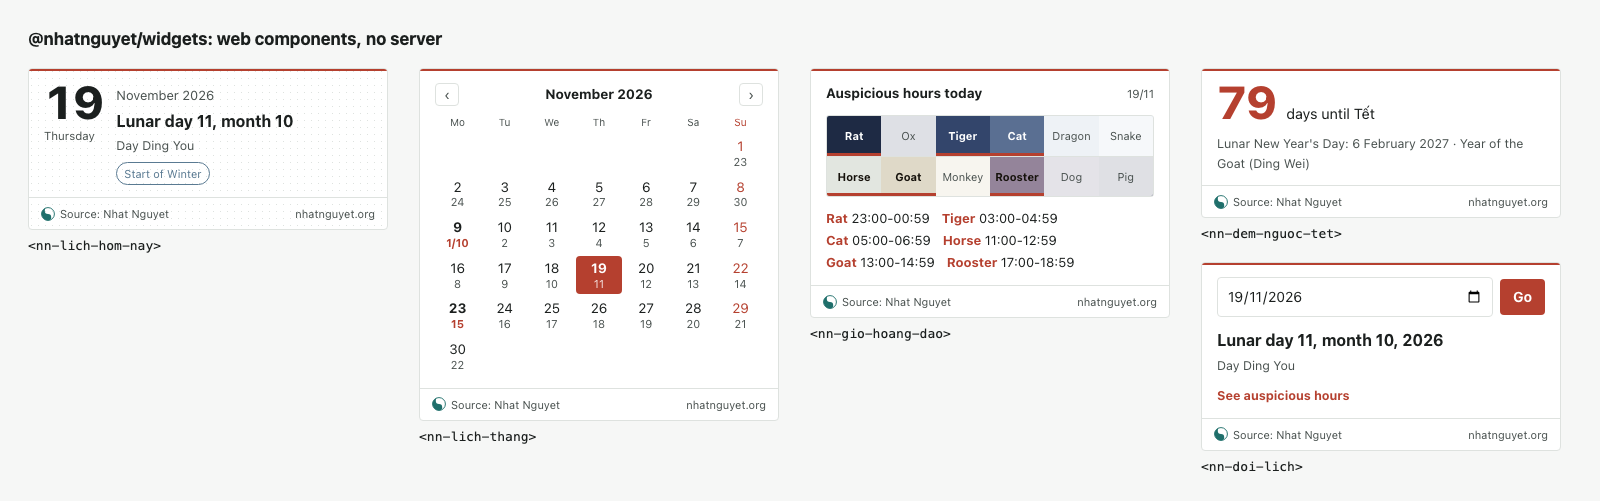 @nhatnguyet/widgets: web components, no server
19
Thursday
November 2026
Lunar day 11, month 10
Day Ding You
Start of Winter
Source: Nhat Nguyet nhatnguyet.org
<nn-lich-hom-nay>
‹ November 2026 ›
Mo Tu We Th Fr Sa Su
1
23
2 3 4 5 6 7 8
24 25 26 27 28 29 30
9 10 11 12 13 14 15
1/10 2 3 4 5 6 7
16 17 18 19 20 21 22
8 9 10 11 12 13 14
23 24 25 26 27 28 29
15 16 17 18 19 20 21
30
22
Source: Nhat Nguyet nhatnguyet.org
<nn-lich-thang>
Auspicious hours today 19/11
Rat Ox Tiger Cat Dragon Snake
Horse Goat Monkey Rooster Dog Pig
Rat 23:00-00:59 Tiger 03:00-04:59
Cat 05:00-06:59 Horse 11:00-12:59
Goat 13:00-14:59 Rooster 17:00-18:59
Source: Nhat Nguyet nhatnguyet.org
<nn-gio-hoang-dao>
79 days until Tết
Lunar New Year's Day: 6 February 2027 · Year of the
Goat (Ding Wei)
Source: Nhat Nguyet nhatnguyet.org
<nn-dem-nguoc-tet>
19/11/2026 Go
Lunar day 11, month 10, 2026
Day Ding You
See auspicious hours
Source: Nhat Nguyet nhatnguyet.org
<nn-doi-lich>